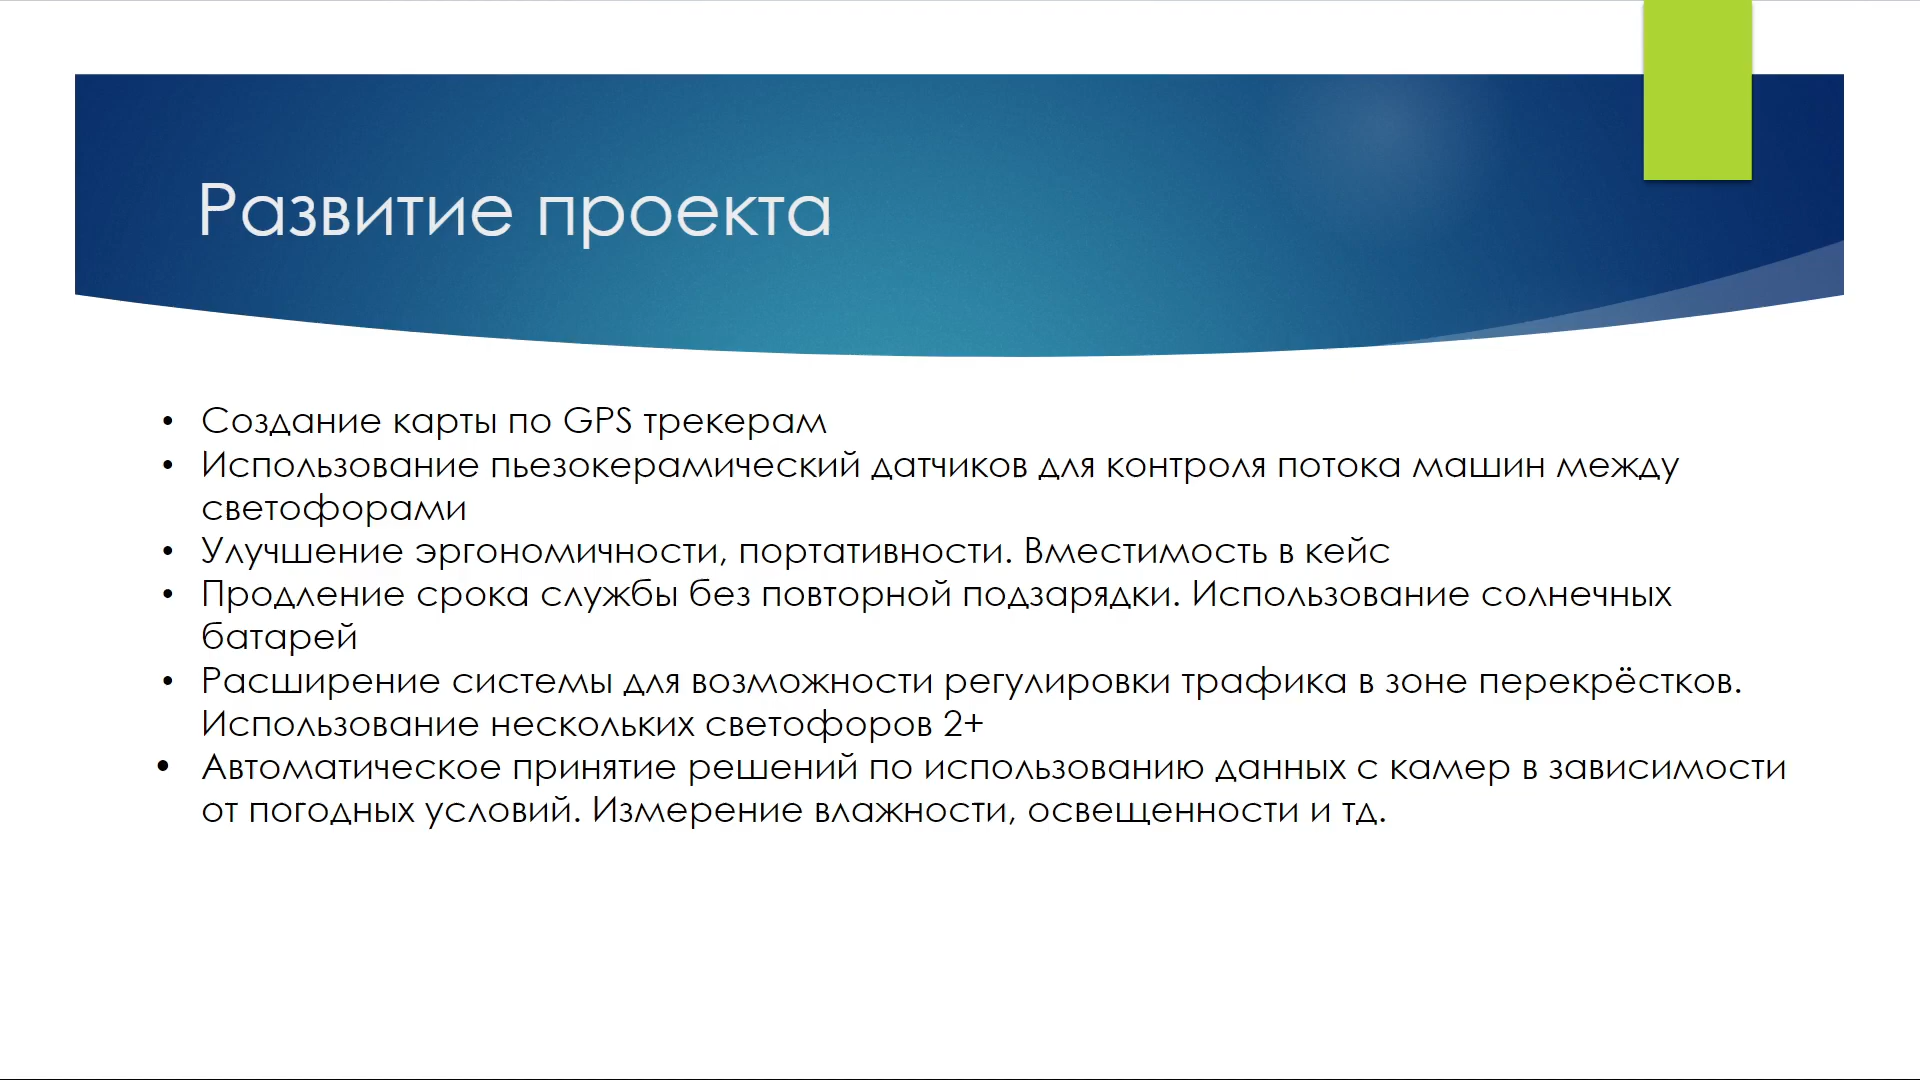 Развитие проекта
• Создание карты по GPS трекерам
• Использование пьезокерамический датчиков для контроля потока машин между
светофорами
• Улучшение эргономичности, портативности. Вместимость в кейс
• Продление срока службы без повторной подзарядки. Использование солнечных
батарей
• Расширение системы для возможности регулировки трафика в зоне перекрёстков.
Использование нескольких светофоров 2+
• Автоматическое принятие решений по использованию данных с камер в зависимости
от погодных условий. Измерение влажности, освещенности и тд.